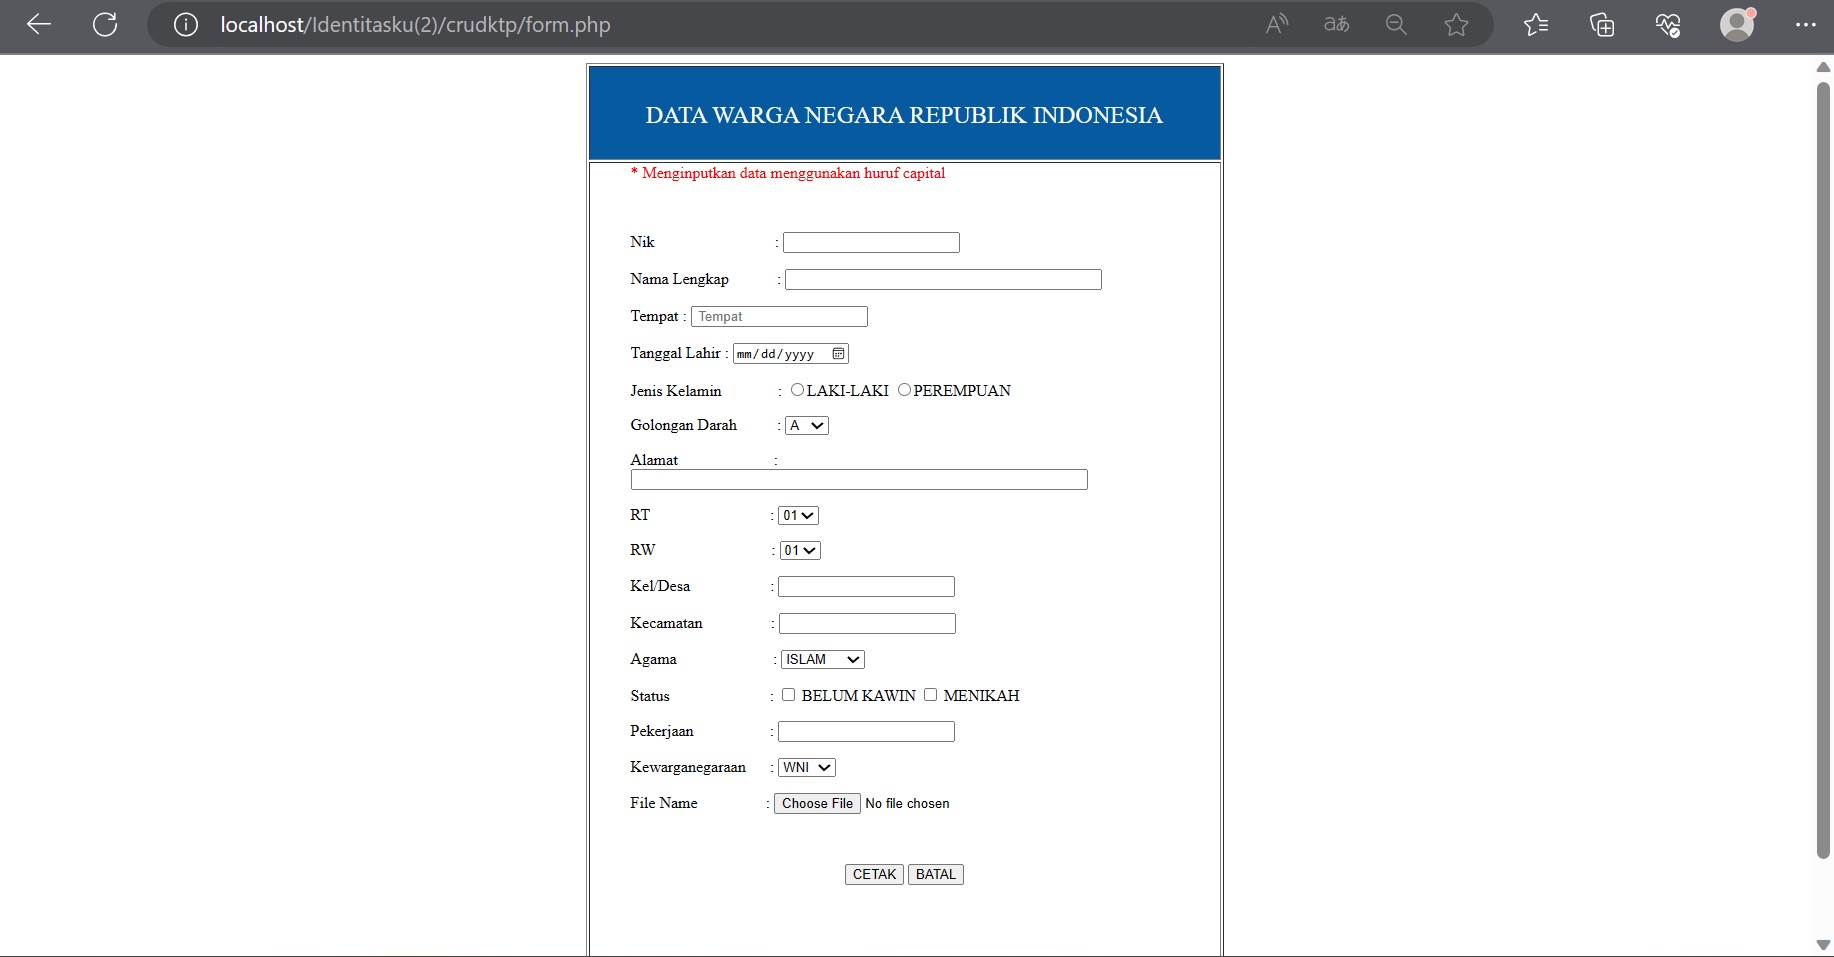 localhost/Identitasku(2)/crudktp/form.php
DATA WARGA NEGARA REPUBLIK INDONESIA
* Menginputkan data menggunakan huruf capital
Nik :
Nama Lengkap :
Tempat : Tempat
Tanggal Lahir : mm/dd/yyyy
Jenis Kelamin : LAKI-LAKI PEREMPUAN
Golongan Darah : A
Alamat :
RT : 01
RW : 01
Kel/Desa :
Kecamatan :
Agama : ISLAM
Status : BELUM KAWIN MENIKAH
Pekerjaan :
Kewarganegaraan : WNI
File Name : Choose File No file chosen
CETAK BATAL